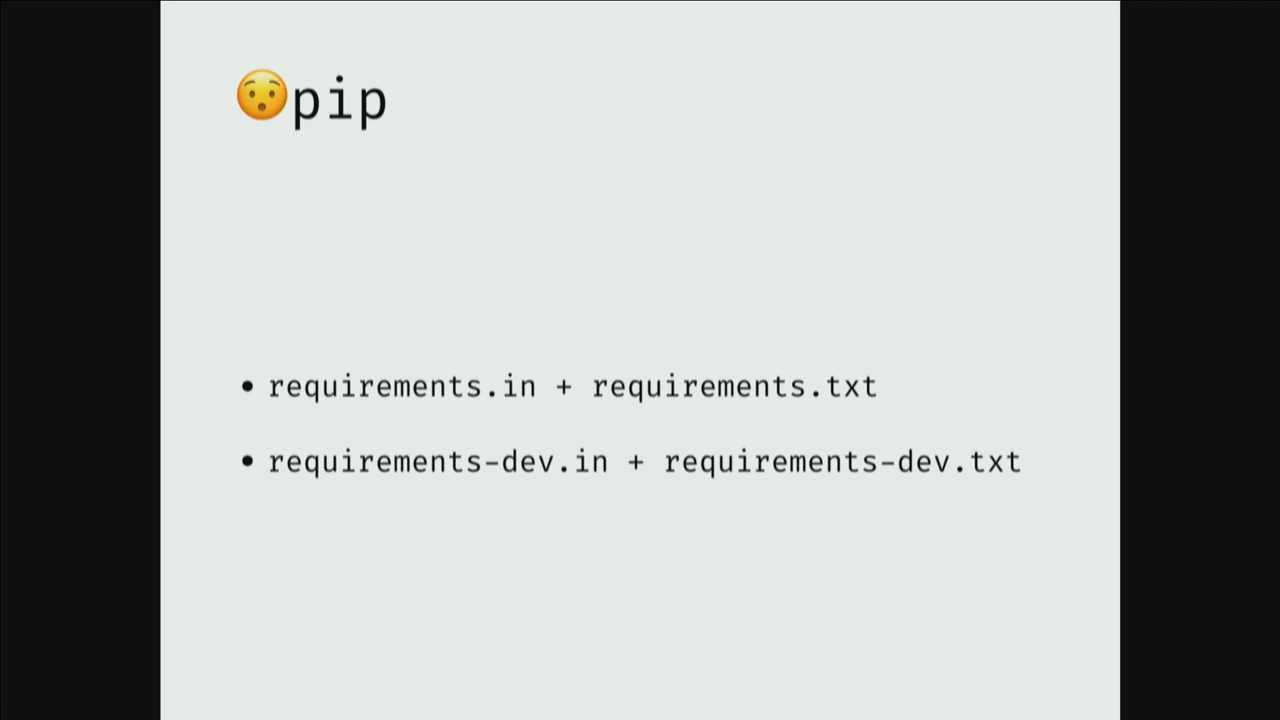 😯pip
• requirements.in + requirements.txt
• requirements-dev.in + requirements-dev.txt